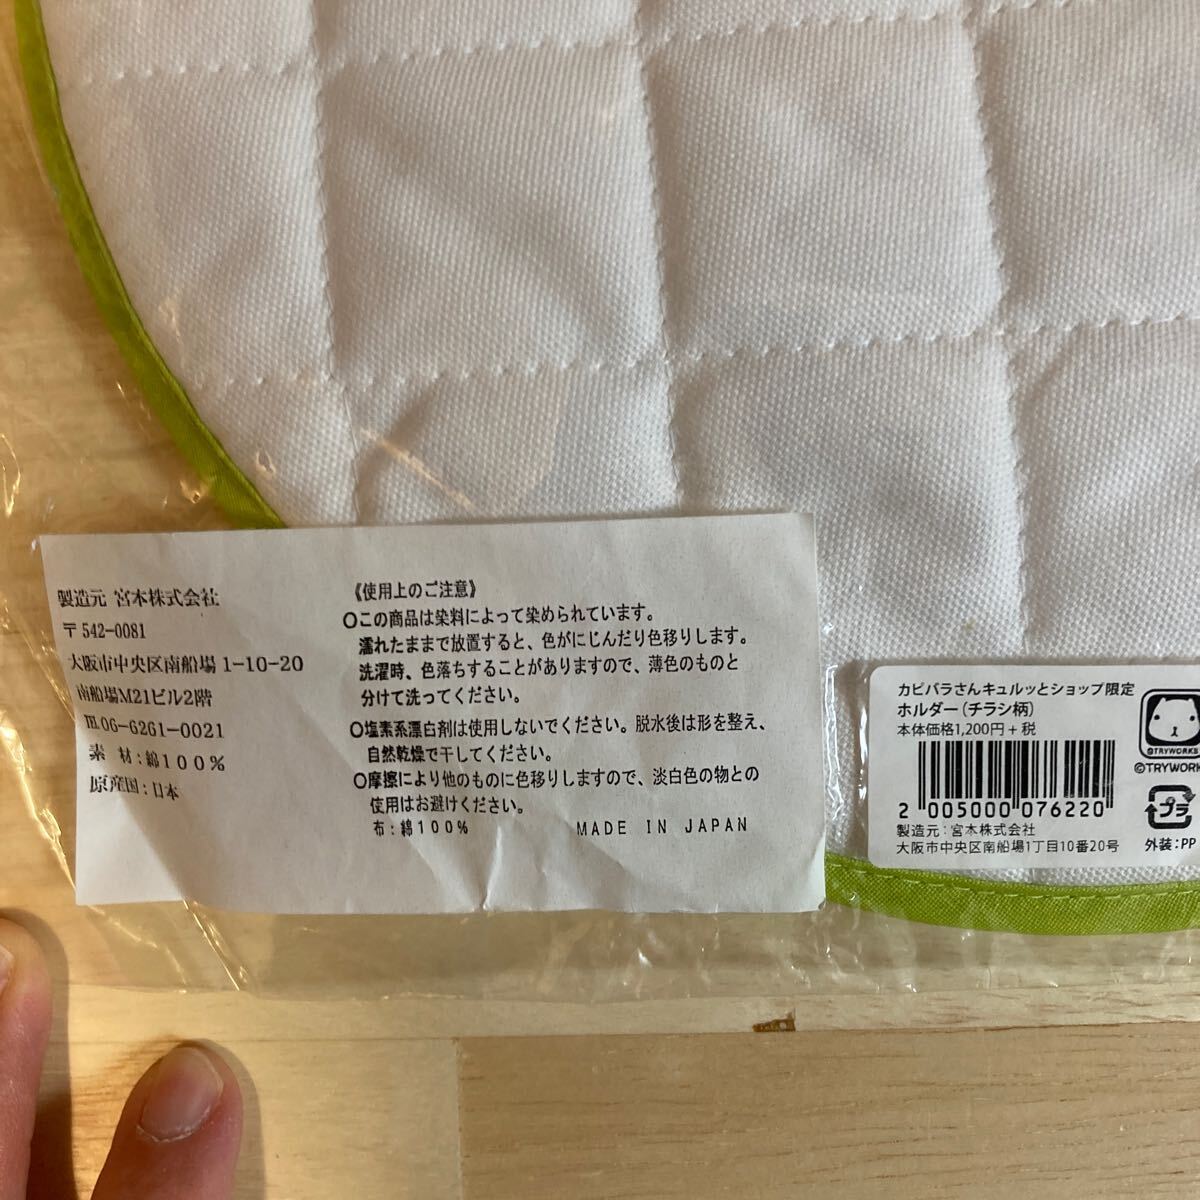 製造元 宮本株式会社
〒542-0081
大阪市中央区南船場1-10-20
南船場M21ビル2階
℡06-6261-0021
素 材：綿100％
原産国：日本
《使用上のご注意》
○この商品は染料によって染められています。
濡れたままで放置すると、色がにじんだり色移りします。
洗濯時、色落ちすることがありますので、薄色のものと
分けて洗ってください。
○塩素系漂白剤は使用しないでください。脱水後は形を整え、
自然乾燥で干してください。
○摩擦により他のものに色移りしますので、淡白色の物との
使用はお避けください。
布：綿100％ MADE IN JAPAN
カピバラさんキュルッとショップ限定
ホルダー（チラシ柄）
本体価格1,200円+税
2 005000 076220
製造元：宮本株式会社
大阪市中央区南船場1丁目10番20号
©TRYWORKS
©TRYWORK
プラ
外装：PP